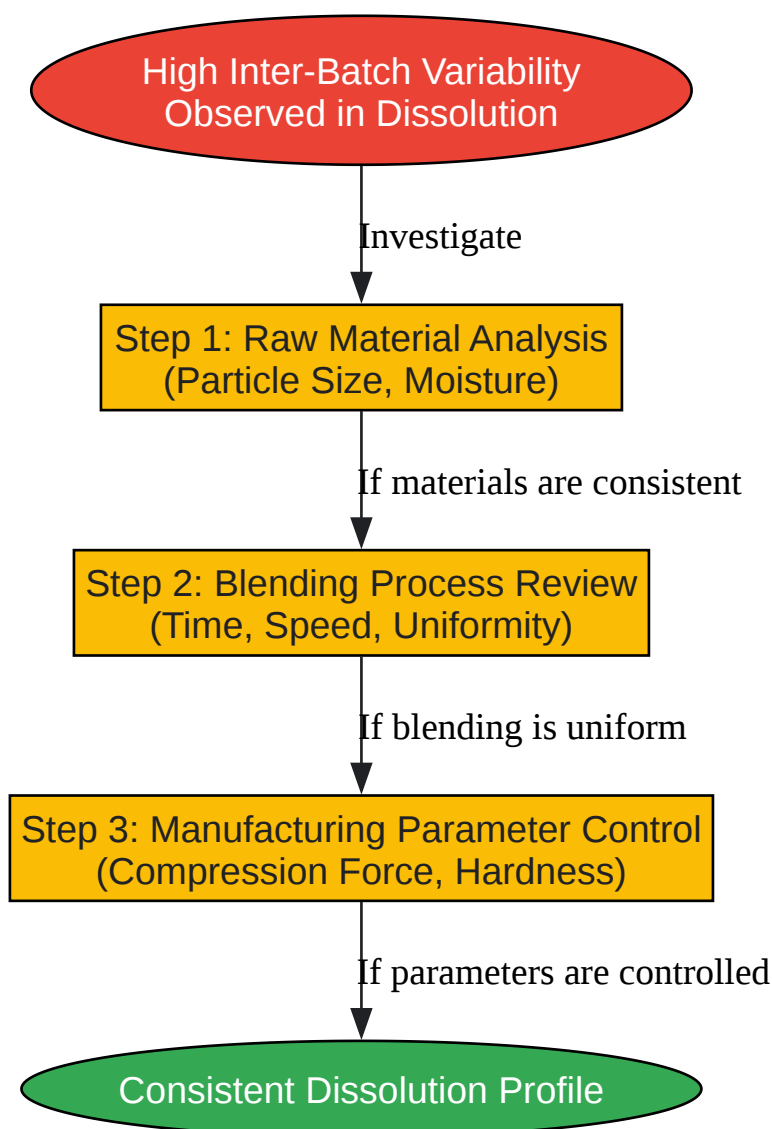 High Inter-Batch Variability
Observed in Dissolution
Investigate
Step 1: Raw Material Analysis
(Particle Size, Moisture)
If materials are consistent
Step 2: Blending Process Review
(Time, Speed, Uniformity)
If blending is uniform
Step 3: Manufacturing Parameter Control
(Compression Force, Hardness)
If parameters are controlled
Consistent Dissolution Profile